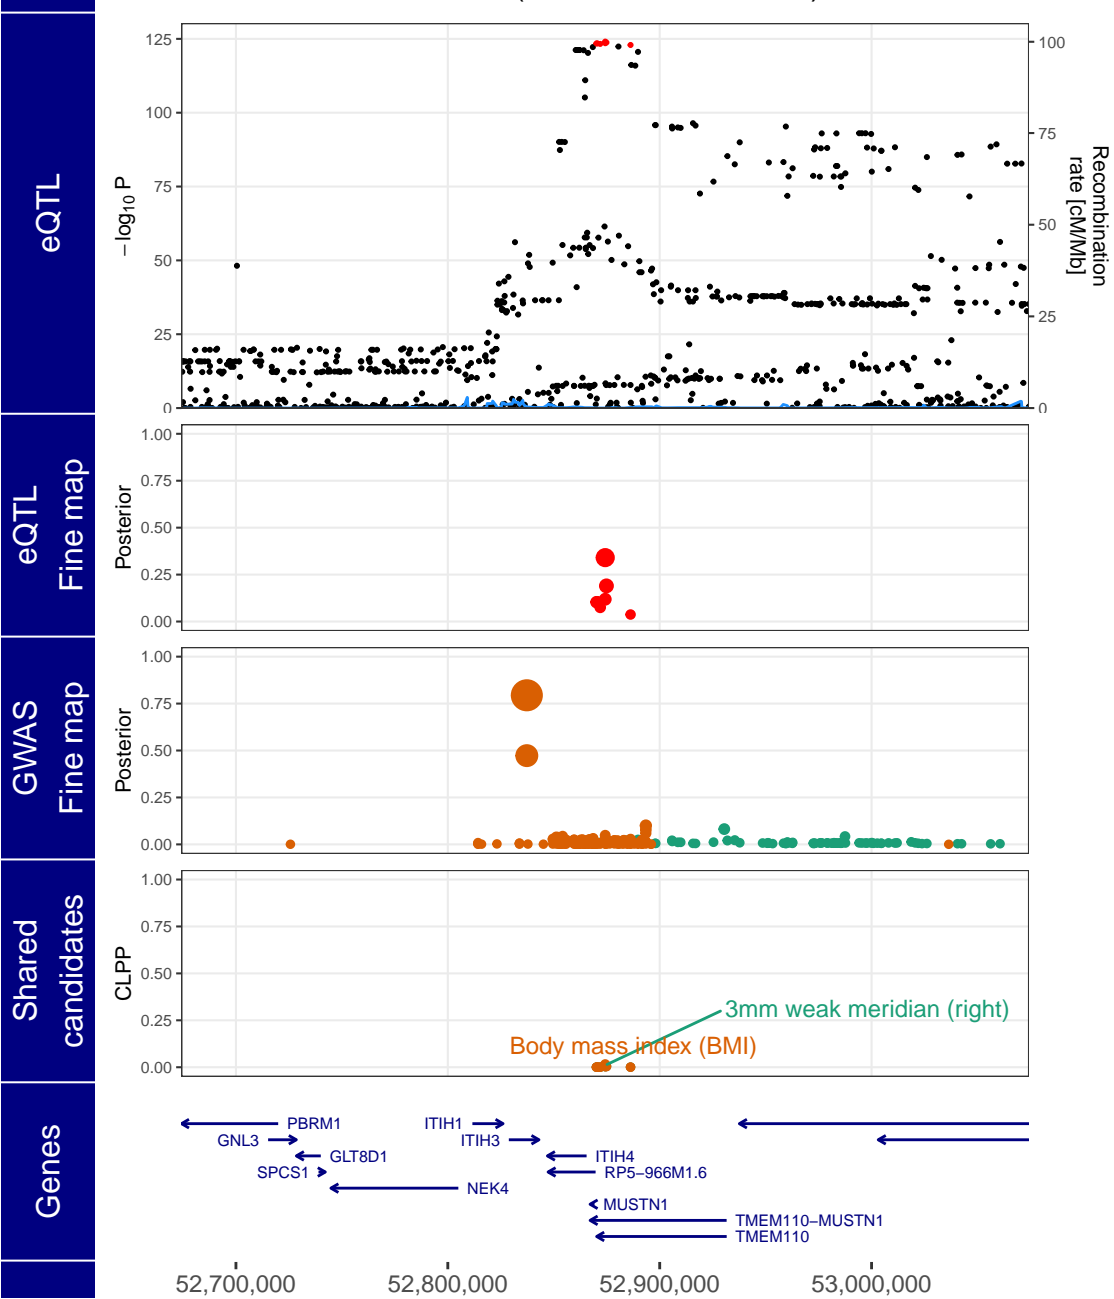 eQTL
−log10 P
125
100
75
50
25
0
100
75
50
25
0
Recombination
rate [cM/Mb]
eQTL
Fine map
Posterior
1.00
0.75
0.50
0.25
0.00
GWAS
Fine map
Posterior
1.00
0.75
0.50
0.25
0.00
Shared
candidates
CLPP
1.00
0.75
0.50
0.25
0.00
3mm weak meridian (right)
Body mass index (BMI)
Genes
PBRM1
ITIH1
GNL3
ITIH3
GLT8D1
ITIH4
SPCS1
RP5−966M1.6
NEK4
MUSTN1
TMEM110−MUSTN1
TMEM110
52,700,000
52,800,000
52,900,000
53,000,000